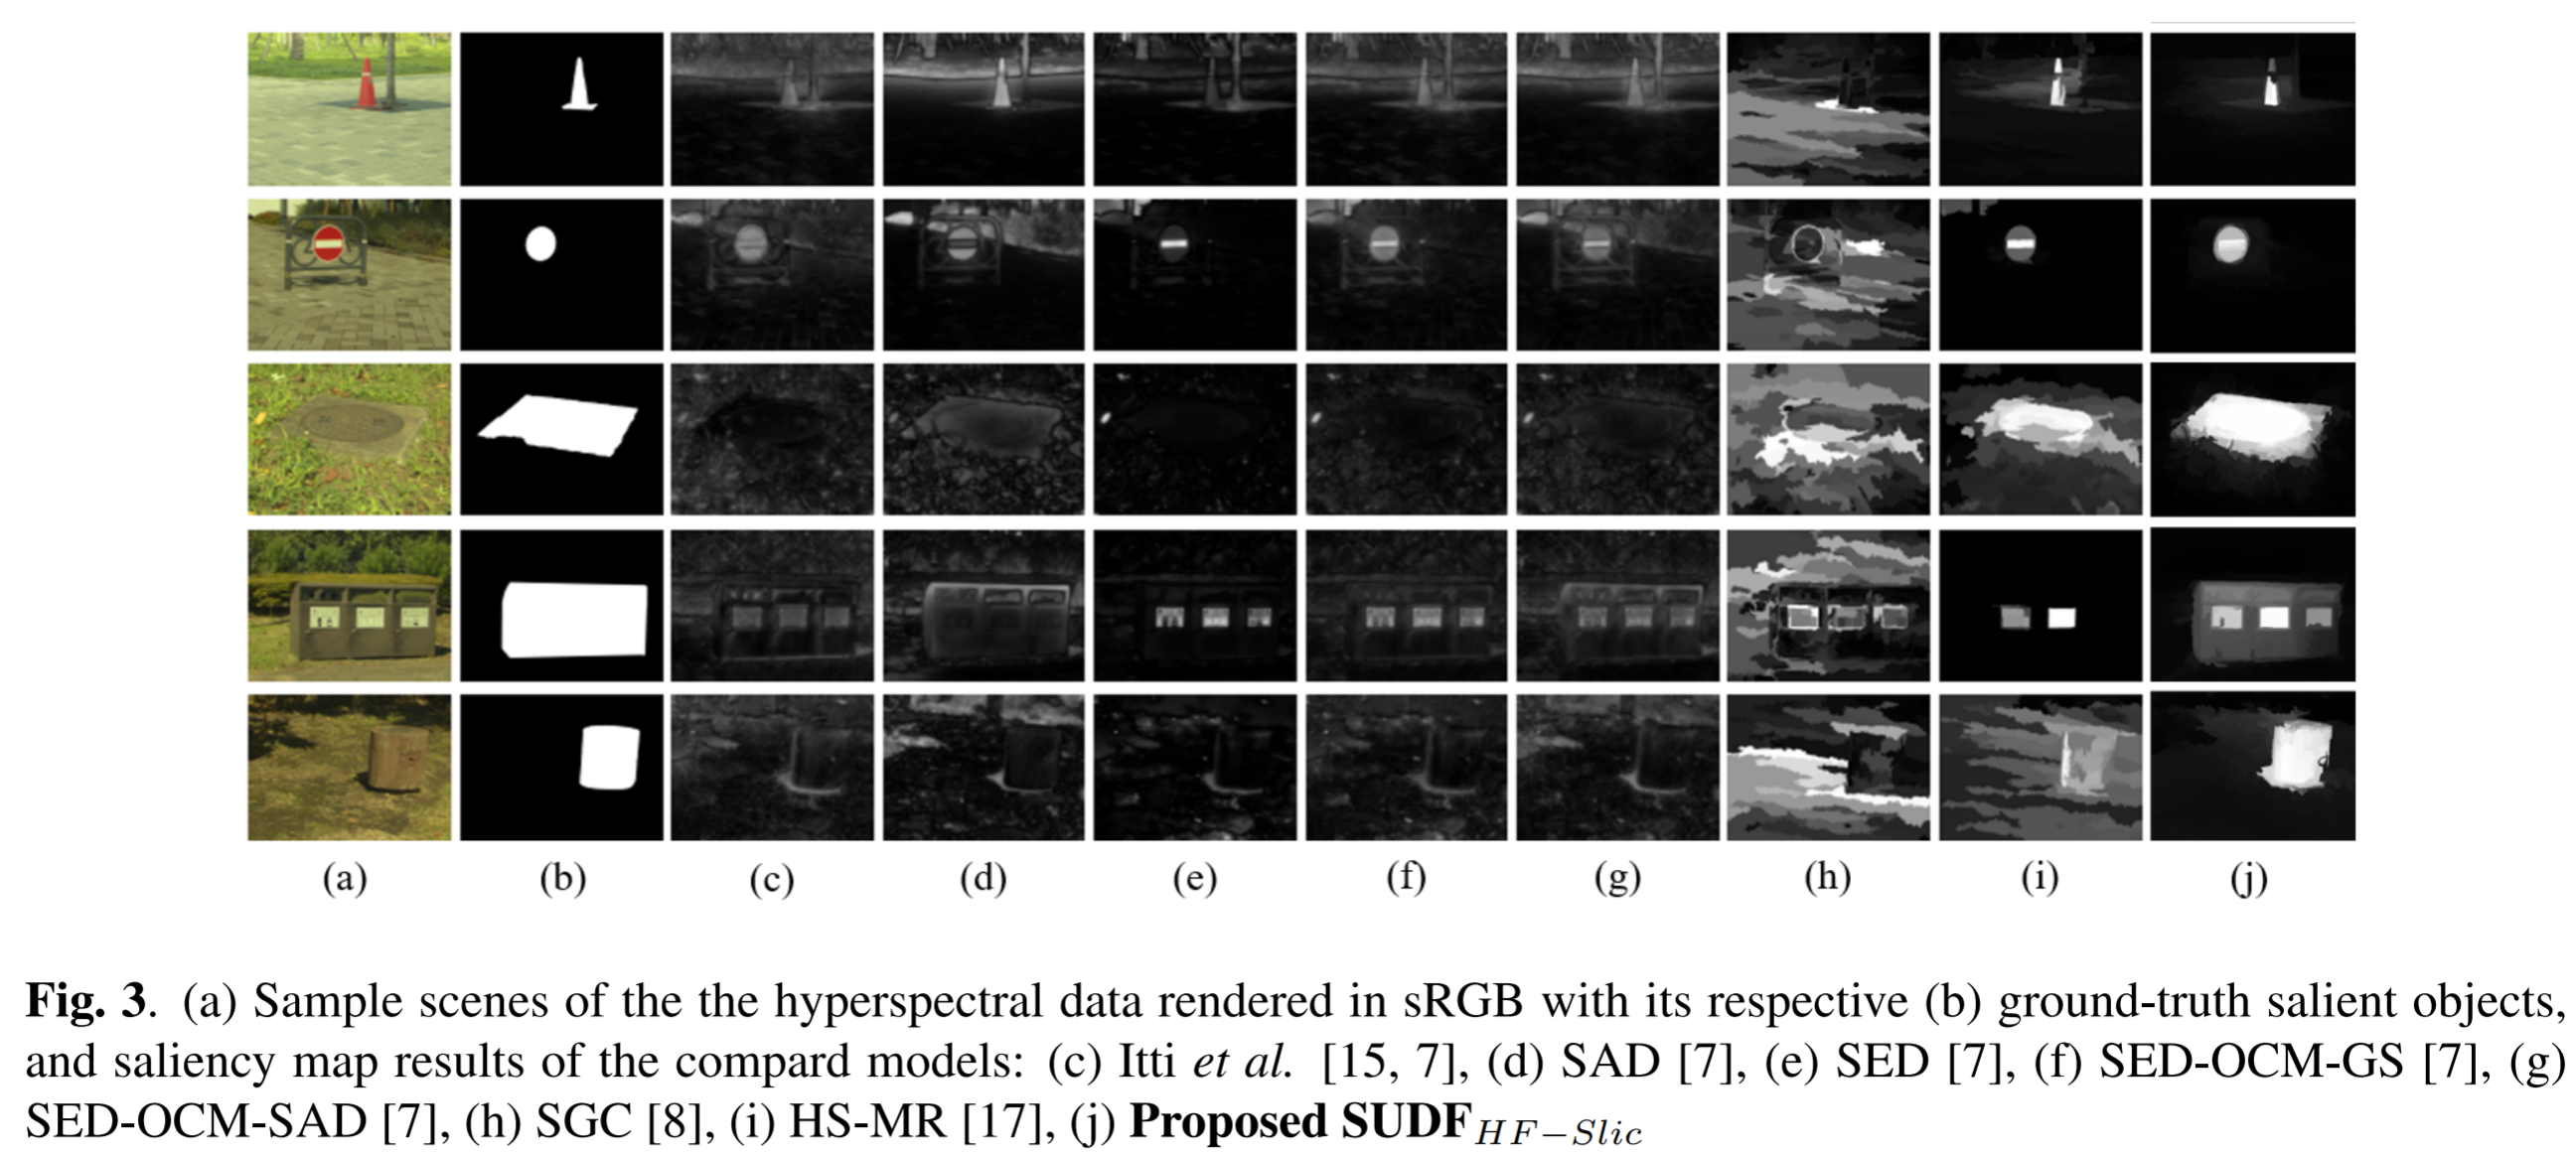 (a) (b) (c) (d) (e) (f) (g) (h) (i) (j)
Fig. 3. (a) Sample scenes of the the hyperspectral data rendered in sRGB with its respective (b) ground-truth salient objects,
and saliency map results of the compard models: (c) Itti et al. [15, 7], (d) SAD [7], (e) SED [7], (f) SED-OCM-GS [7], (g)
SED-OCM-SAD [7], (h) SGC [8], (i) HS-MR [17], (j) Proposed SUDF_{HF-Slic}